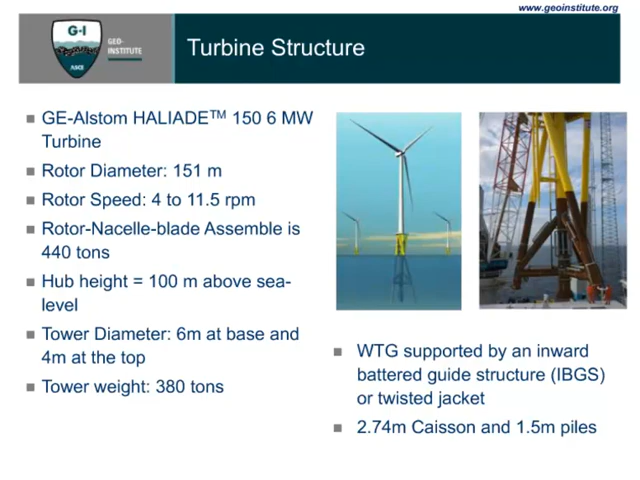 www.geoinstitute.org
G-I
GEO-
INSTITUTE
ASCE
Turbine Structure
GE-Alstom HALIADE™ 150 6 MW
Turbine
Rotor Diameter: 151 m
Rotor Speed: 4 to 11.5 rpm
Rotor-Nacelle-blade Assemble is
440 tons
Hub height = 100 m above sea-
level
Tower Diameter: 6m at base and
4m at the top
Tower weight: 380 tons
WTG supported by an inward
battered guide structure (IBGS)
or twisted jacket
2.74m Caisson and 1.5m piles